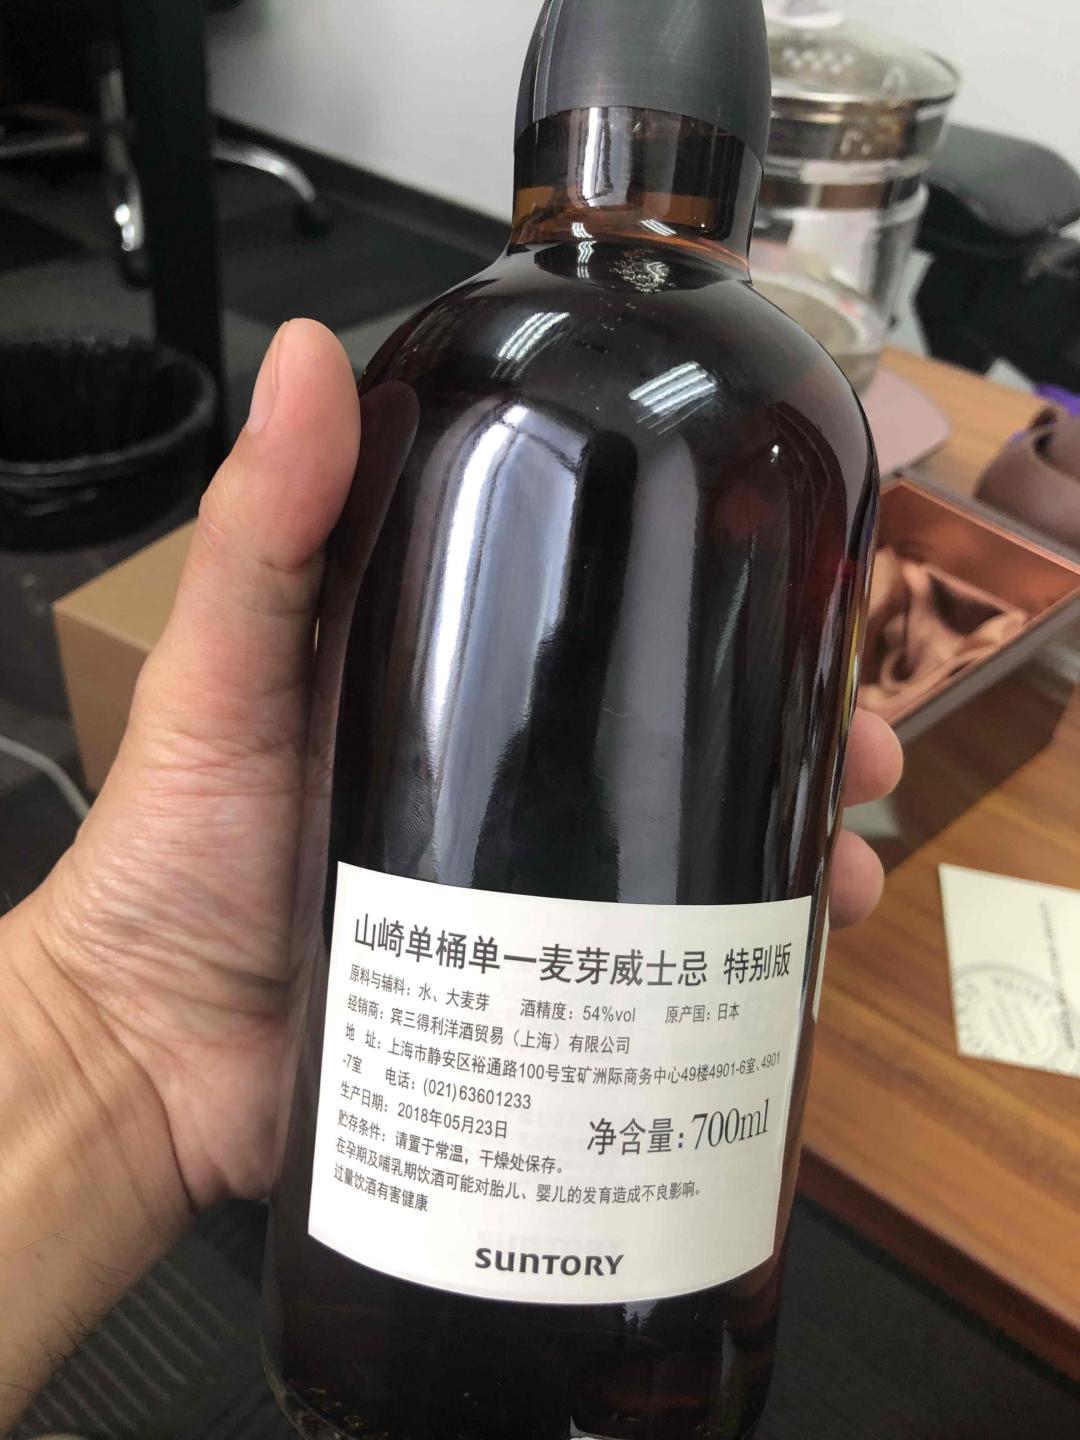 山崎单桶单一麦芽威士忌 特别版
原料与辅料：水、大麦芽 酒精度：54%vol 原产国：日本
经销商：宾三得利洋酒贸易（上海）有限公司
地 址：上海市静安区裕通路100号宝矿洲际商务中心49楼4901-6室、4901
-7室 电话：(021)63601233
生产日期：2018年05月23日
净含量：700ml
贮存条件：请置于常温，干燥处保存。
在孕期及哺乳期饮酒可能对胎儿、婴儿的发育造成不良影响。
过量饮酒有害健康
SUNTORY